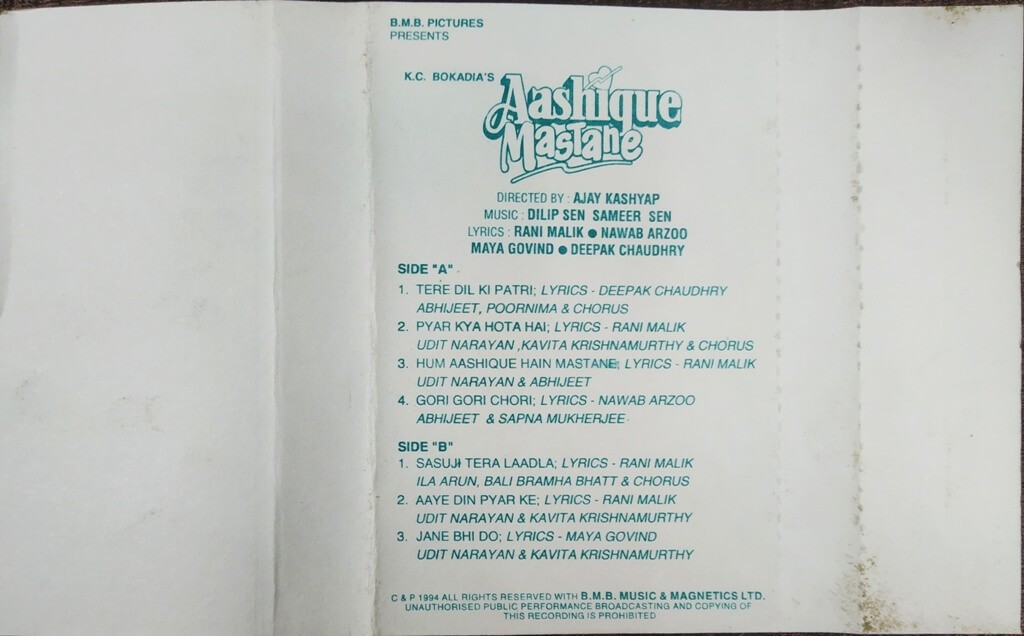 B.M.B. PICTURES
PRESENTS
K.C. BOKADIA'S
Aashique
Mastane
DIRECTED BY : AJAY KASHYAP
MUSIC : DILIP SEN SAMEER SEN
LYRICS : RANI MALIK ● NAWAB ARZOO
MAYA GOVIND ● DEEPAK CHAUDHRY
SIDE "A"
1. TERE DIL KI PATRI; LYRICS - DEEPAK CHAUDHRY
ABHIJEET, POORNIMA & CHORUS
2. PYAR KYA HOTA HAI; LYRICS - RANI MALIK
UDIT NARAYAN ,KAVITA KRISHNAMURTHY & CHORUS
3. HUM AASHIQUE HAIN MASTANE; LYRICS - RANI MALIK
UDIT NARAYAN & ABHIJEET
4. GORI GORI CHORI; LYRICS - NAWAB ARZOO
ABHIJEET & SAPNA MUKHERJEE
SIDE "B"
1. SASUJI TERA LAADLA; LYRICS - RANI MALIK
ILA ARUN, BALI BRAMHA BHATT & CHORUS
2. AAYE DIN PYAR KE; LYRICS - RANI MALIK
UDIT NARAYAN & KAVITA KRISHNAMURTHY
3. JANE BHI DO; LYRICS - MAYA GOVIND
UDIT NARAYAN & KAVITA KRISHNAMURTHY
C & P 1994 ALL RIGHTS RESERVED WITH B.M.B. MUSIC & MAGNETICS LTD.
UNAUTHORISED PUBLIC PERFORMANCE BROADCASTING AND COPYING OF
THIS RECORDING IS PROHIBITED